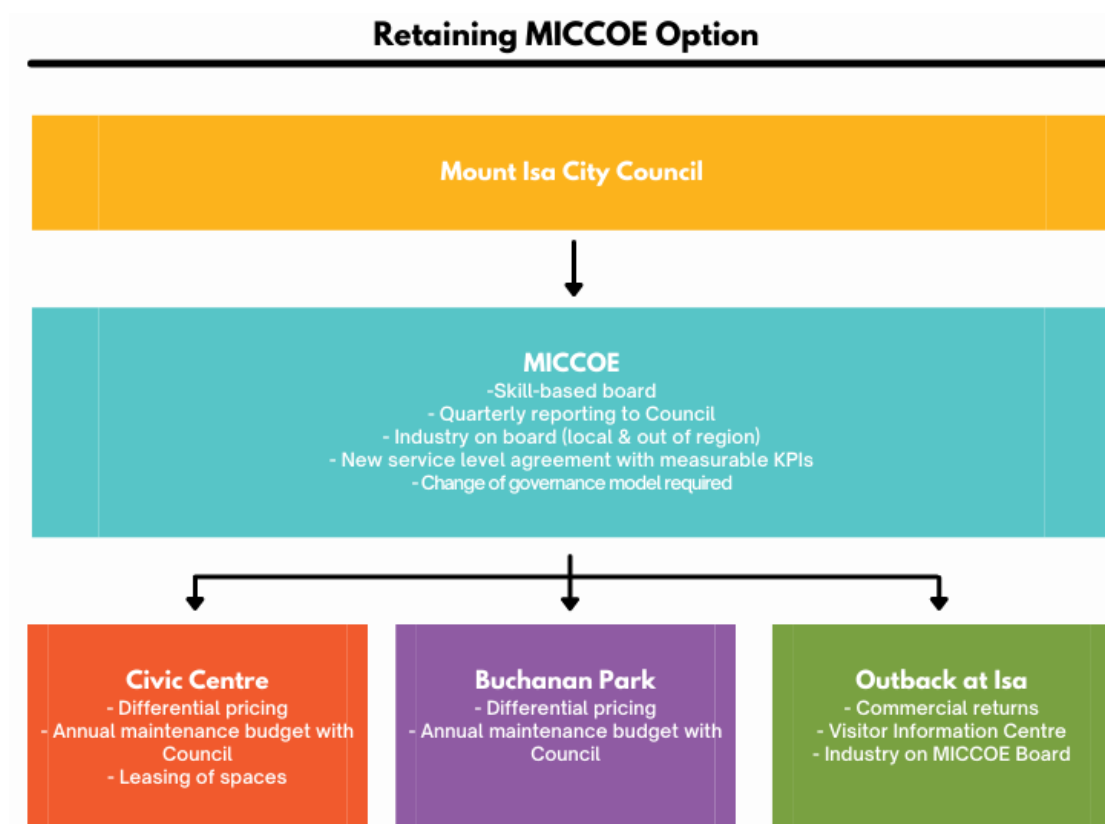 Retaining MICCOE Option
Mount Isa City Council
MICCOE
-Skill-based board
- Quarterly reporting to Council
- Industry on board (local & out of region)
- New service level agreement with measurable KPIs
- Change of governance model required
Civic Centre
- Differential pricing
- Annual maintenance budget with
Council
- Leasing of spaces
Buchanan Park
- Differential pricing
- Annual maintenance budget with
Council
Outback at Isa
- Commercial returns
- Visitor Information Centre
- Industry on MICCOE Board